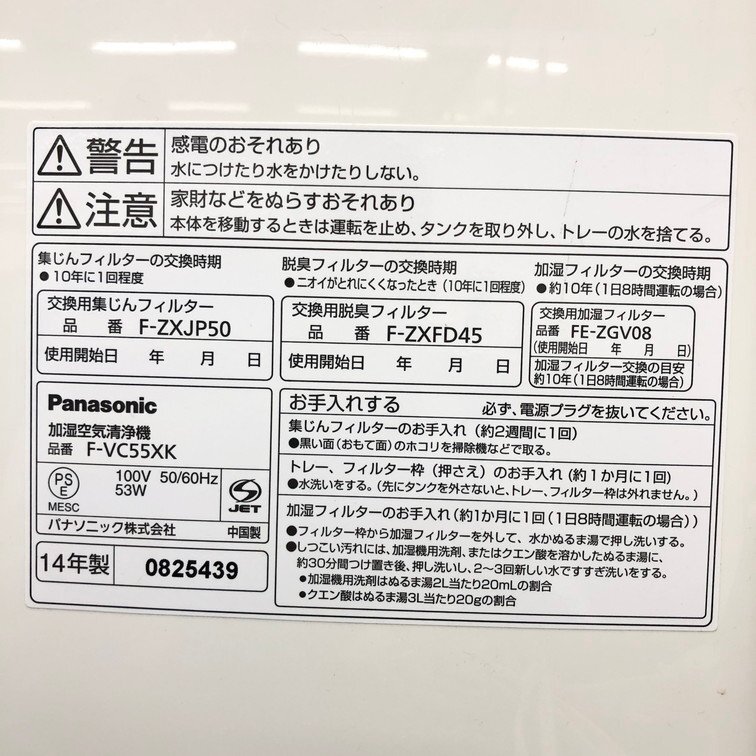 警告
感電のおそれあり
水につけたり水をかけたりしない。
注意
家財などをぬらすおそれあり
本体を移動するときは運転を止め、タンクを取り外し、トレーの水を捨てる。
集じんフィルターの交換時期
●10年に1回程度
交換用集じんフィルター
品 番 F-ZXJP50
使用開始日 年 月 日
脱臭フィルターの交換時期
●ニオイがとれにくくなったとき (10年に1回程度)
交換用脱臭フィルター
品 番 F-ZXFD45
使用開始日 年 月 日
加湿フィルターの交換時期
●約10年(1日8時間運転の場合)
交換用加湿フィルター
品番 FE-ZGV08
(使用開始日 年 月 日)
加湿フィルター交換の目安
約10年(1日8時間運転の場合)
Panasonic
加湿空気清浄機
品番 F-VC55XK
PS
E
MESC
100V 50/60Hz
53W
S
JET
パナソニック株式会社 中国製
14年製 0825439
お手入れする 必ず、電源プラグを抜いてください。
集じんフィルターのお手入れ (約2週間に1回)
●黒い面(おもて面)のホコリを掃除機などで取る。
トレー、フィルター枠 (押さえ) のお手入れ (約1か月に1回)
●水洗いをする。(先にタンクを外さないと、トレー、フィルター枠は外れません。)
加湿フィルターのお手入れ(約1か月に1回(1日8時間運転の場合))
●フィルター枠から加湿フィルターを外して、水かぬるま湯で押し洗いする。
●しつこい汚れには、加湿機用洗剤、またはクエン酸を溶かしたぬるま湯に、
約30分間つけ置き後、押し洗いし、2〜3回新しい水ですすぎ洗いをする。
●加湿機用洗剤はぬるま湯2L当たり20mLの割合
●クエン酸はぬるま湯3L当たり20gの割合